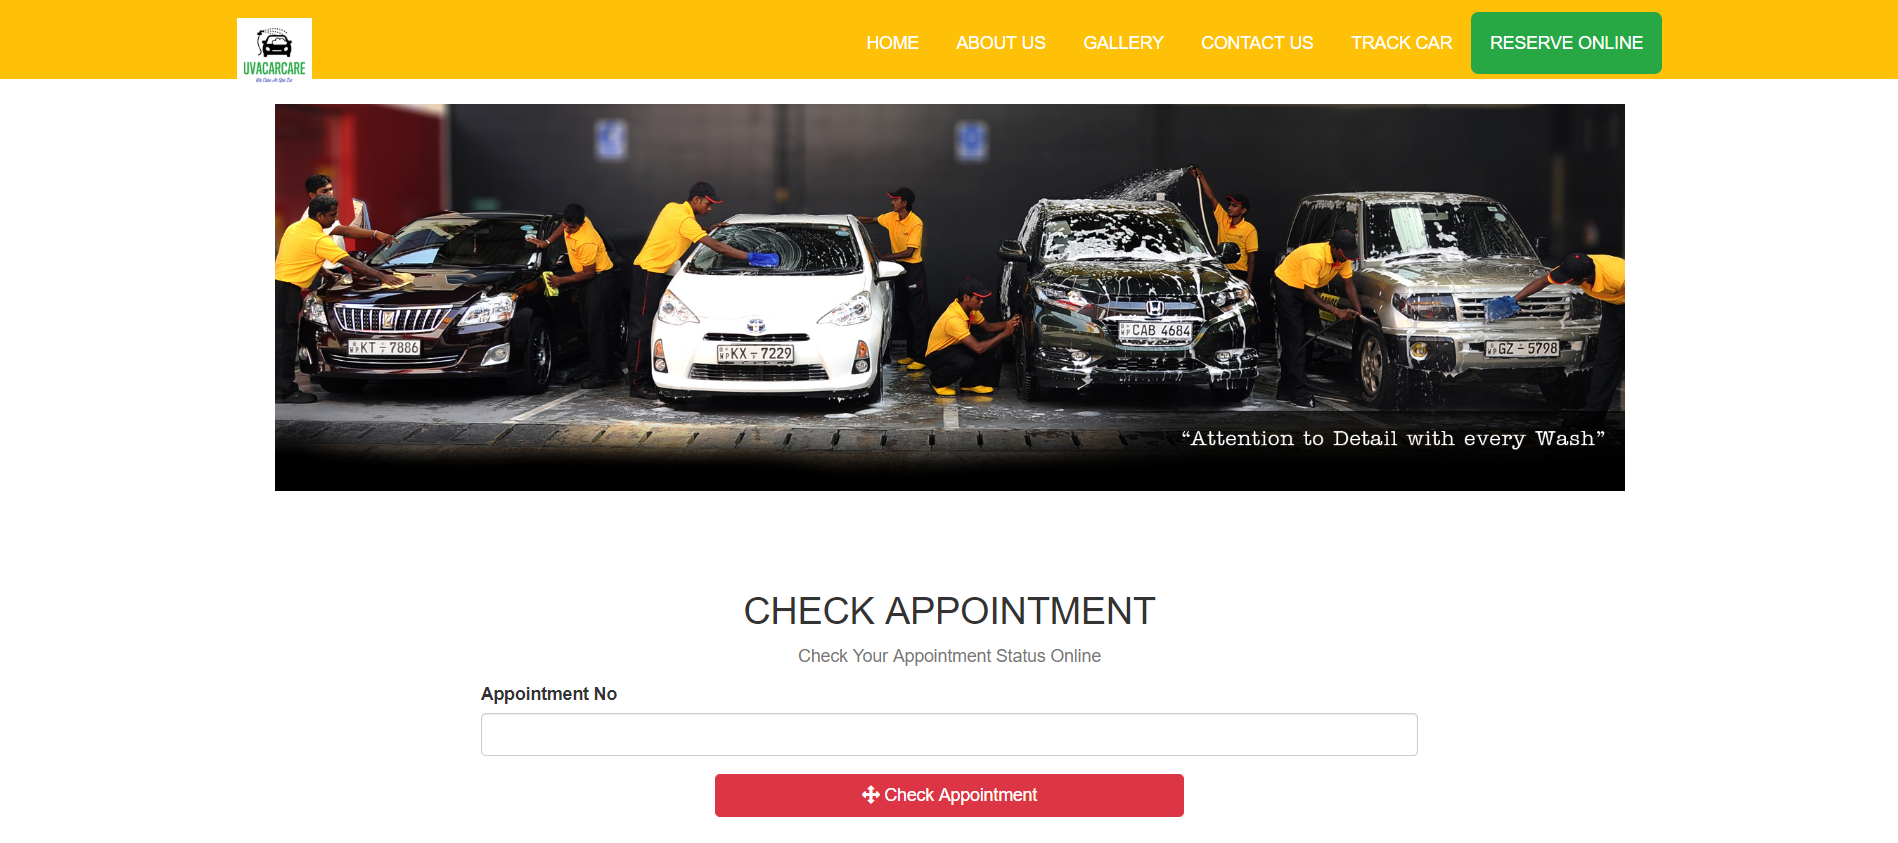 UVACARCARE
HOME
ABOUT US
GALLERY
CONTACT US
TRACK CAR
RESERVE ONLINE
KT - 7886
KX - 7229
CAB 4684
GZ - 5798
“Attention to Detail with every Wash”
CHECK APPOINTMENT
Check Your Appointment Status Online
Appointment No
Check Appointment